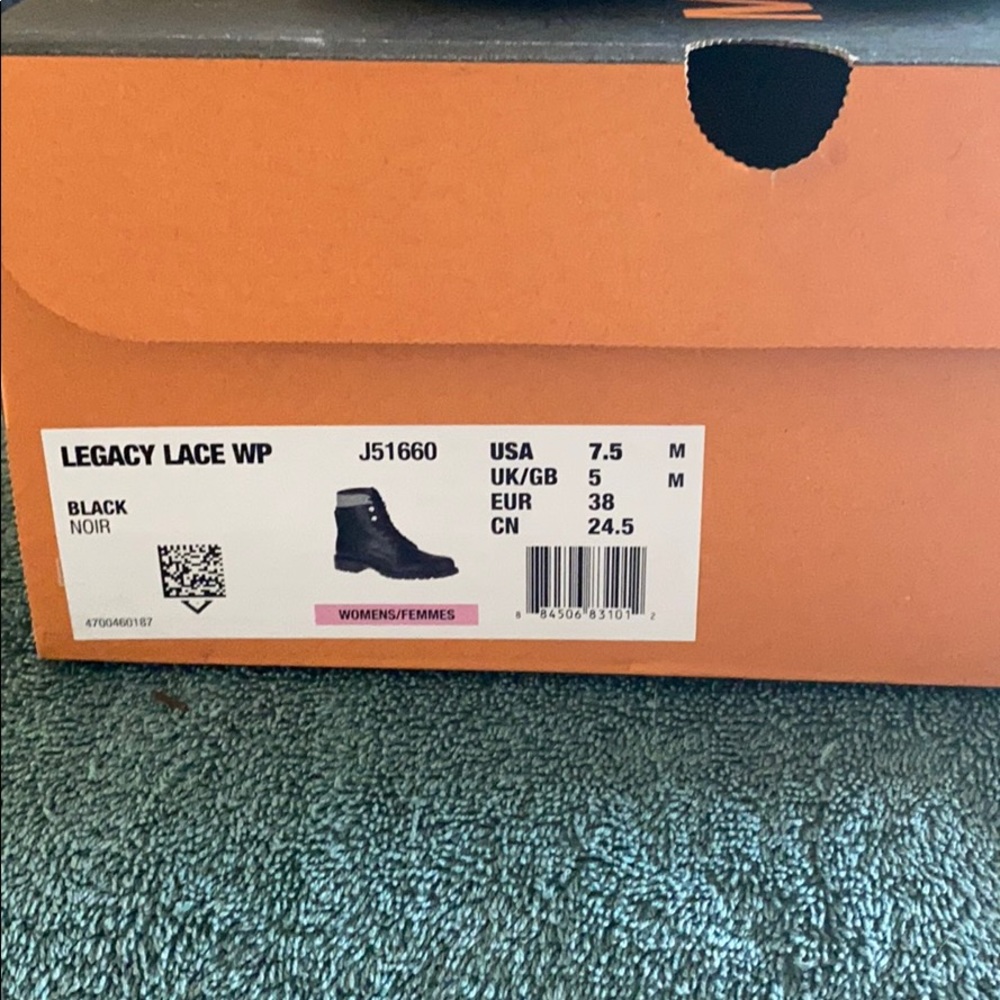 M
LEGACY LACE WP J51660
BLACK
NOIR
4700460187
WOMENS/FEMMES
USA 7.5 M
UK/GB 5 M
EUR 38
CN 24.5
8 84506 83101 2